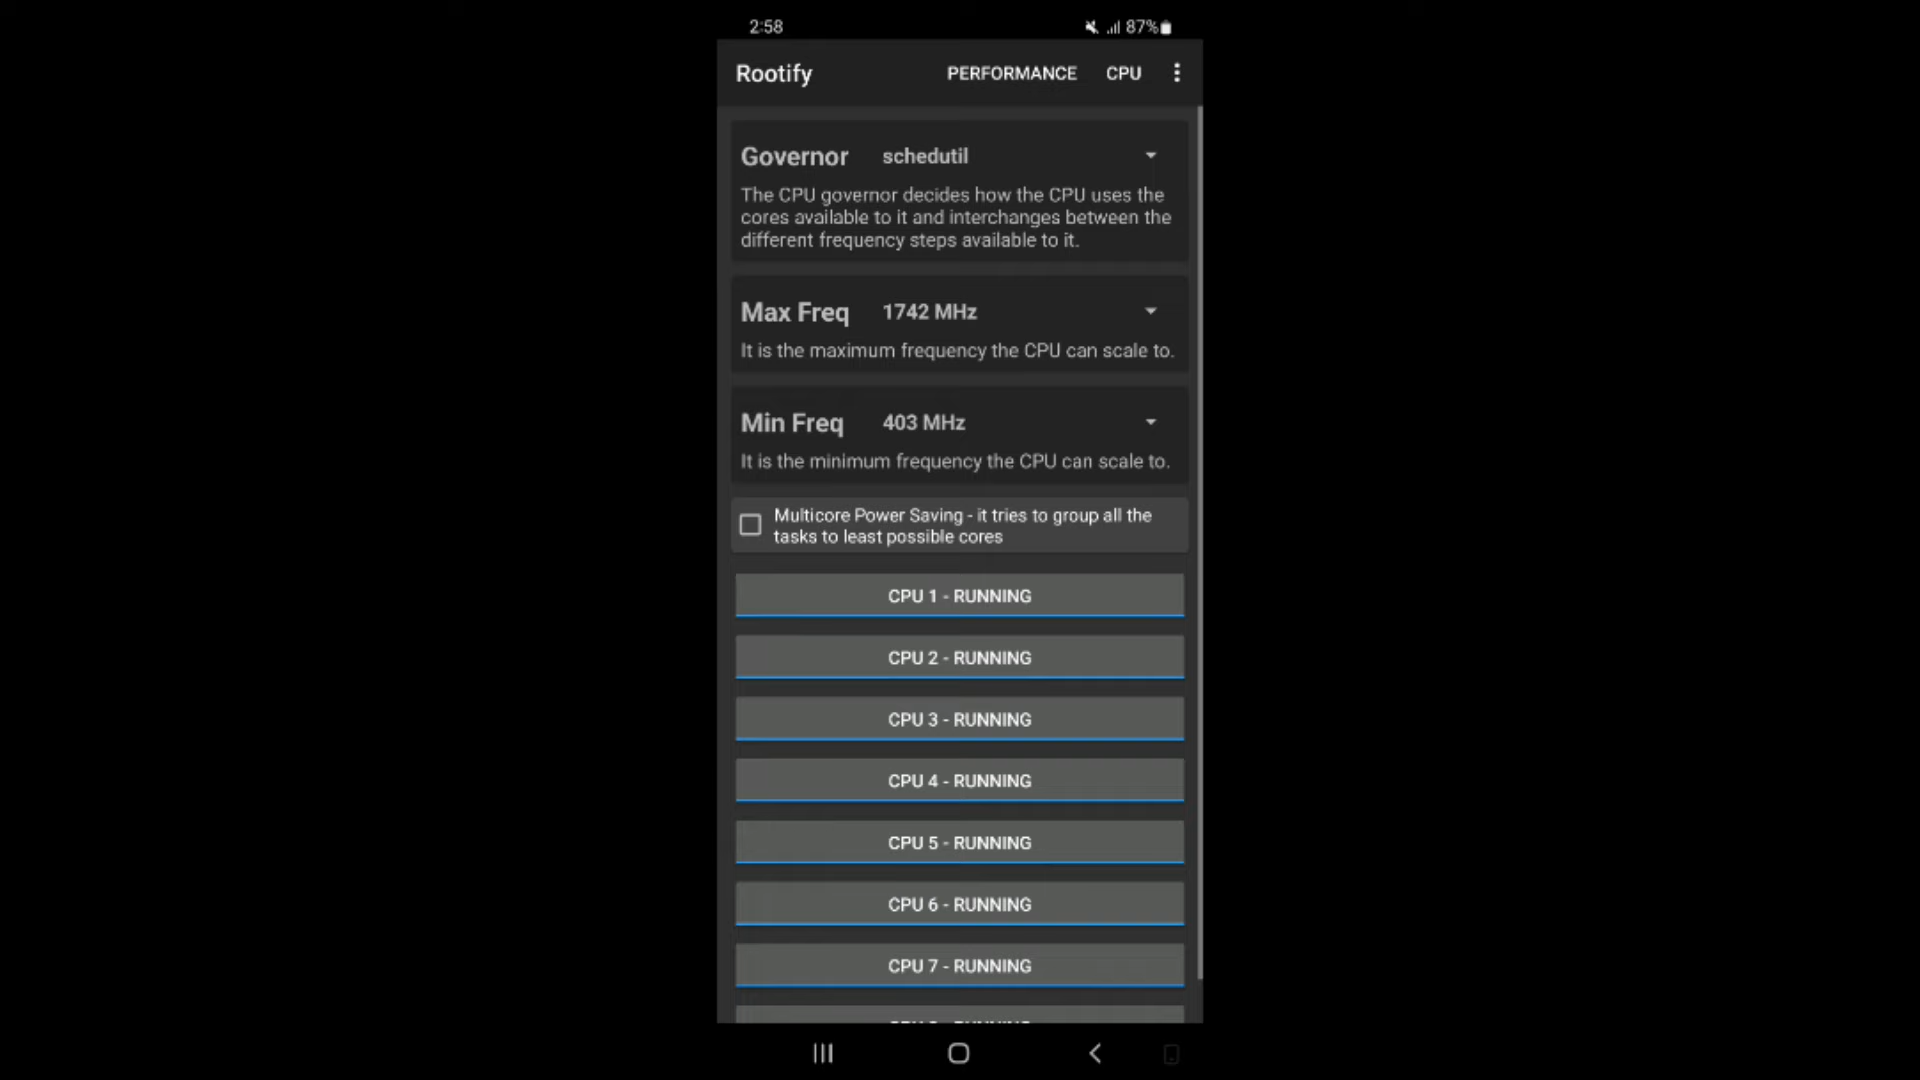 2:58
87%
Rootify
PERFORMANCE
CPU
Governor
schedutil
The CPU governor decides how the CPU uses the
cores available to it and interchanges between the
different frequency steps available to it.
Max Freq
1742 MHz
It is the maximum frequency the CPU can scale to.
Min Freq
403 MHz
It is the minimum frequency the CPU can scale to.
Multicore Power Saving - it tries to group all the
tasks to least possible cores
CPU 1 - RUNNING
CPU 2 - RUNNING
CPU 3 - RUNNING
CPU 4 - RUNNING
CPU 5 - RUNNING
CPU 6 - RUNNING
CPU 7 - RUNNING